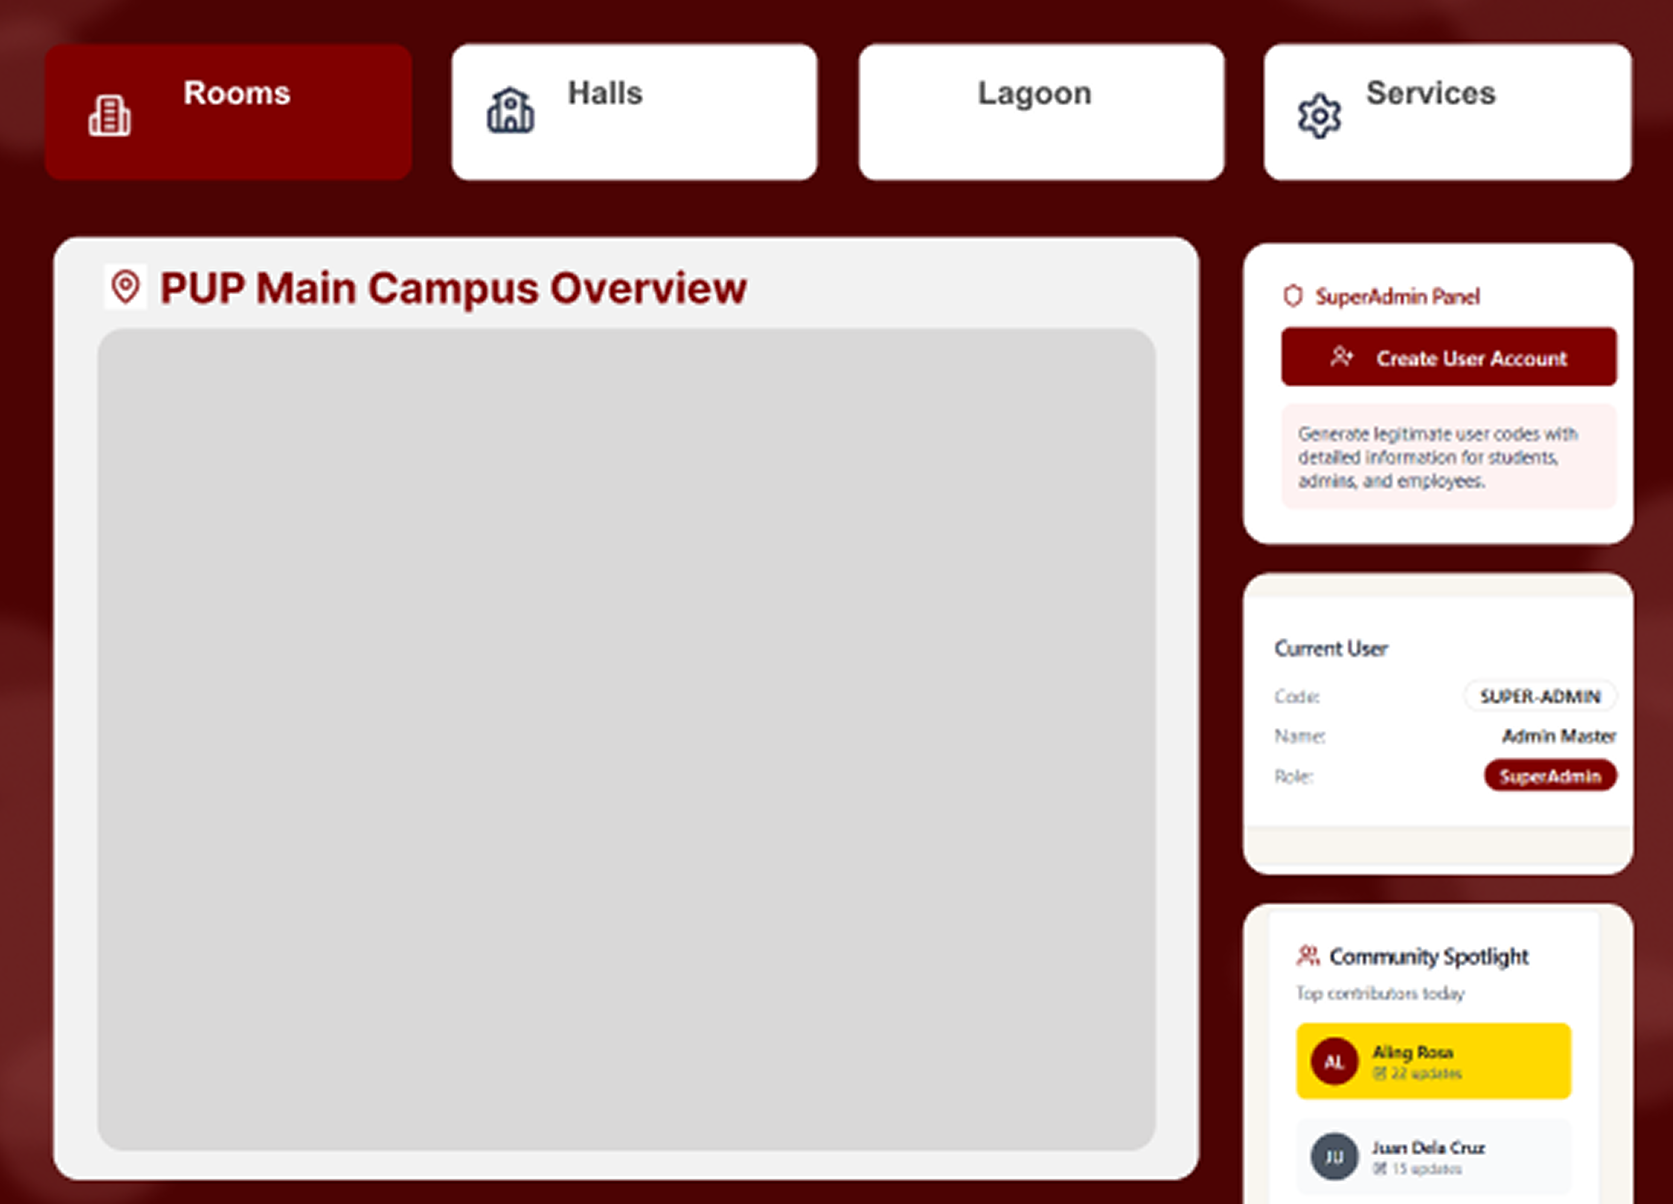 Rooms
Halls
Lagoon
Services
PUP Main Campus Overview
SuperAdmin Panel
Create User Account
Generate legitimate user codes with
detailed information for students,
admins, and employees.
Current User
Code: SUPER-ADMIN
Name: Admin Master
Role: SuperAdmin
Community Spotlight
Top contributors today
AL
Aling Rosa
22 updates
JU
Juan Dela Cruz
15 updates